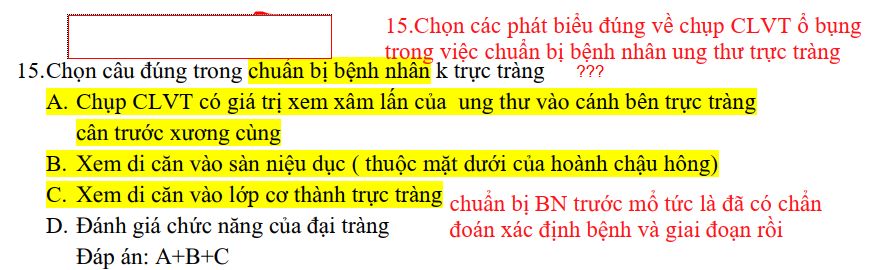 15.Chọn các phát biểu đúng về chụp CLVT ổ bụng
trong việc chuẩn bị bệnh nhân ung thư trực tràng
15.Chọn câu đúng trong chuẩn bị bệnh nhân k trực tràng ???
A. Chụp CLVT có giá trị xem xâm lấn của ung thư vào cánh bên trực tràng
cân trước xương cùng
B. Xem di căn vào sàn niệu dục ( thuộc mặt dưới của hoành chậu hông)
C. Xem di căn vào lớp cơ thành trực tràng
chuẩn bị BN trước mổ tức là đã có chẩn
đoán xác định bệnh và giai đoạn rồi
D. Đánh giá chức năng của đại tràng
Đáp án: A+B+C